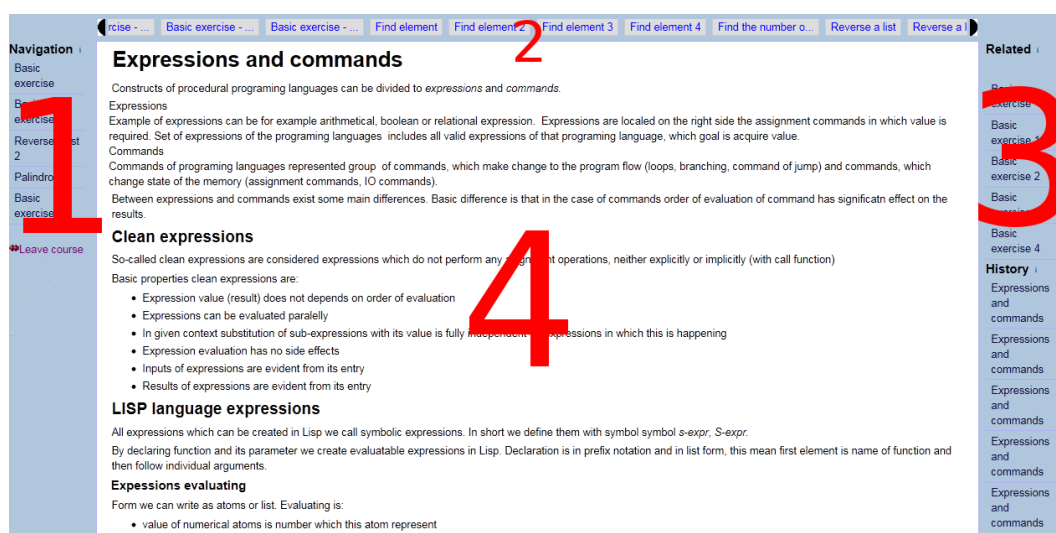 rcise - ... Basic exercise - ... Basic exercise - ... Find element Find element 2 Find element 3 Find element 4 Find the number o... Reverse a list Reverse a l
2
Navigation
Basic
exercise
exercise
Reverse
2
Palindro
Basic
exercise
Leave course
1
Expressions and commands
Constructs of procedural programing languages can be divided to expressions and commands.
Expressions
Example of expressions can be for example arithmetical, boolean or relational expression. Expressions are localed on the right side the assignment commands in which value is
required. Set of expressions of the programing languages includes all valid expressions of that programing language, which goal is acquire value.
Commands
Commands of programing languages represented group of commands, which make change to the program flow (loops, branching, command of jump) and commands, which
change state of the memory (assignment commands, IO commands).
Between expressions and commands exist some main differences. Basic difference is that in the case of commands order of evaluation of command has significatn effect on the
results.
Clean expressions
So-called clean expressions are considered expressions which do not perform any operations, neither explicitly or implicitly (with call function)
Basic properties clean expressions are:
• Expression value (result) does not depends on order of evaluation
• Expressions can be evaluated paralelly
• In given context substitution of sub-expressions with its value is fully independent expressions in which this is happening
• Expression evaluation has no side effects
• Inputs of expressions are evident from its entry
• Results of expressions are evident from its entry
4
LISP language expressions
All expressions which can be created in Lisp we call symbolic expressions. In short we define them with symbol symbol s-expr, S-expr.
By declaring function and its parameter we create evaluatable expressions in Lisp. Declaration is in prefix notation and in list form, this mean first element is name of function and
then follow individual arguments.
Expessions evaluating
Form we can write as atoms or list. Evaluating is:
• value of numerical atoms is number which this atom represent
Related
exercise
Basic
exercise 1
Basic
exercise 2
Basic
Basic
exercise 4
3
History
Expressions
and
commands
Expressions
and
commands
Expressions
and
commands
Expressions
and
commands
Expressions
and
commands